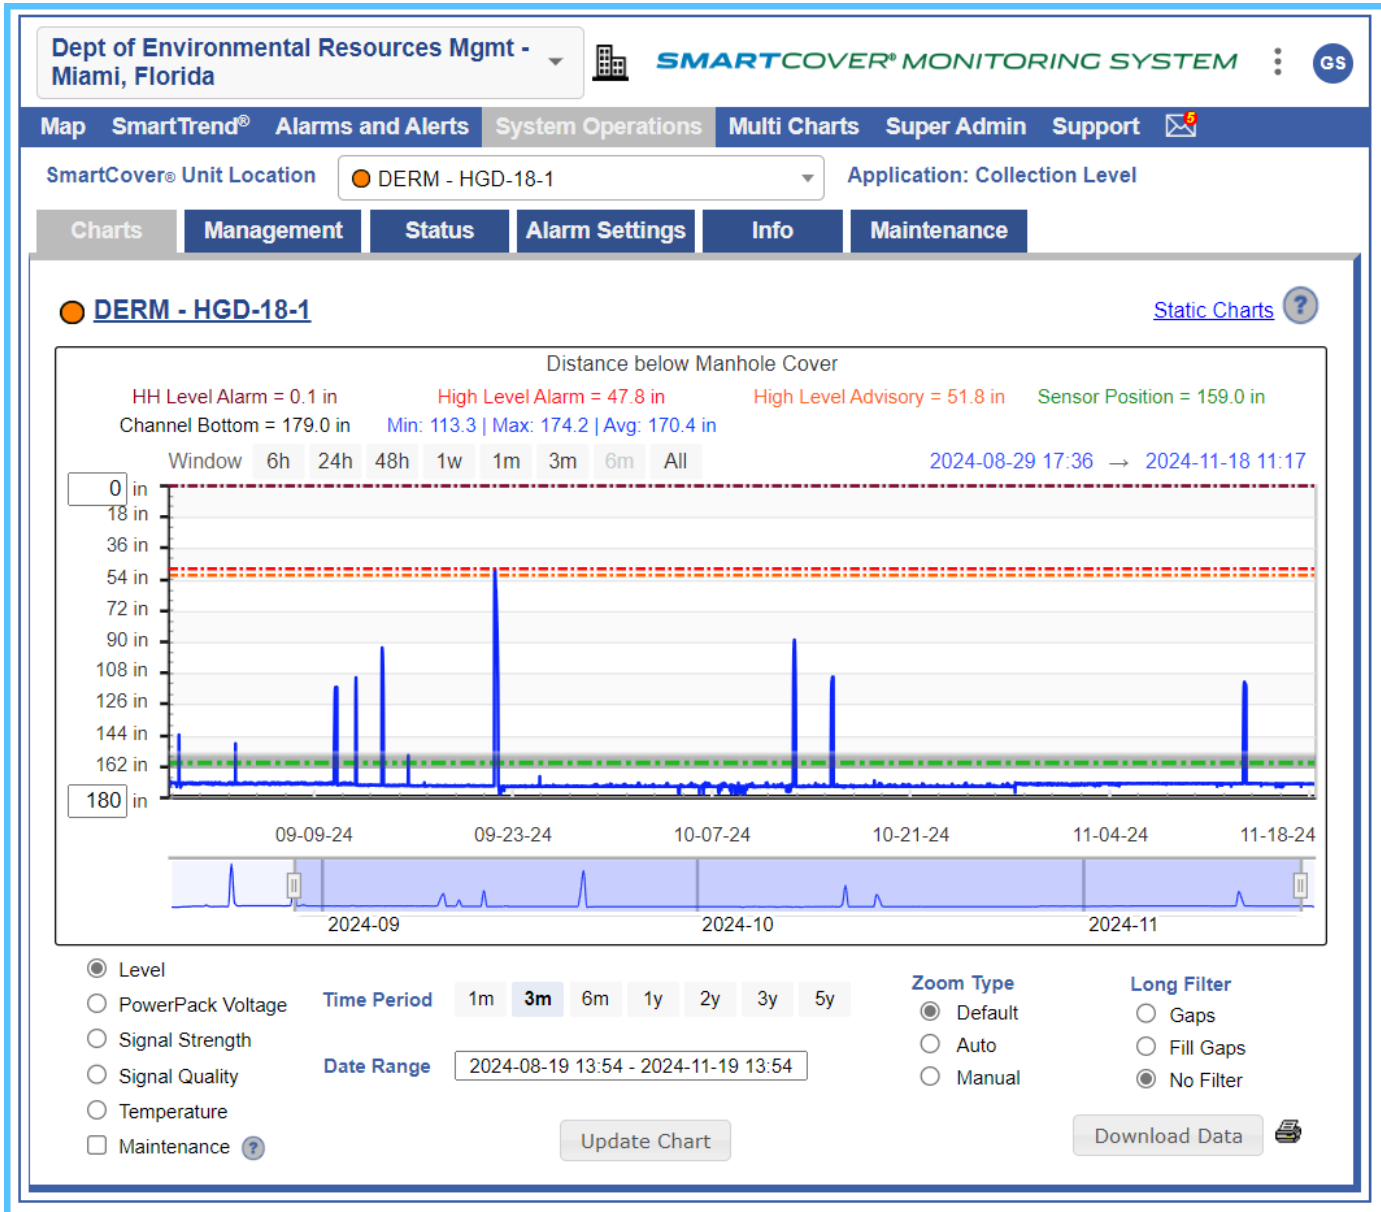 Dept of Environmental Resources Mgmt -
Miami, Florida
SMARTCOVER® MONITORING SYSTEM
GS
Map SmartTrend® Alarms and Alerts System Operations Multi Charts Super Admin Support 5
SmartCover® Unit Location DERM - HGD-18-1 Application: Collection Level
Charts Management Status Alarm Settings Info Maintenance
DERM - HGD-18-1 Static Charts ?
Distance below Manhole Cover
HH Level Alarm = 0.1 in High Level Alarm = 47.8 in High Level Advisory = 51.8 in Sensor Position = 159.0 in
Channel Bottom = 179.0 in Min: 113.3 | Max: 174.2 | Avg: 170.4 in
Window 6h 24h 48h 1w 1m 3m 6m All 2024-08-29 17:36 → 2024-11-18 11:17
0 in
18 in
36 in
54 in
72 in
90 in
108 in
126 in
144 in
162 in
180 in
09-09-24 09-23-24 10-07-24 10-21-24 11-04-24 11-18-24
2024-09 2024-10 2024-11
Level
PowerPack Voltage
Signal Strength
Signal Quality
Temperature
Maintenance ?
Time Period 1m 3m 6m 1y 2y 3y 5y
Date Range 2024-08-19 13:54 - 2024-11-19 13:54
Update Chart
Zoom Type
Default
Auto
Manual
Long Filter
Gaps
Fill Gaps
No Filter
Download Data